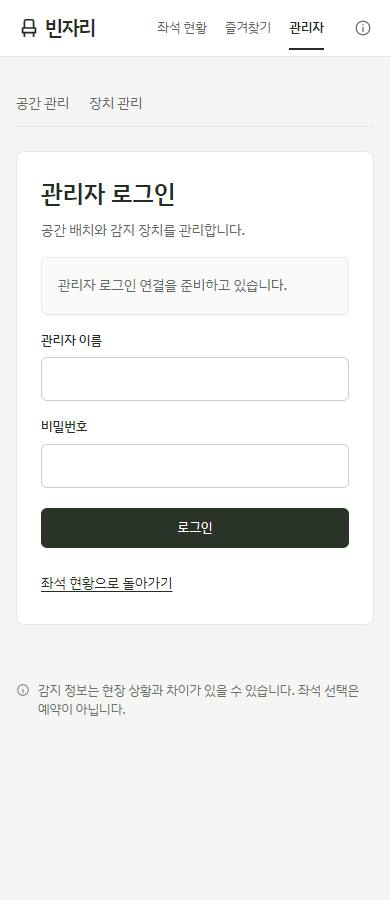 빈자리
좌석 현황 즐겨찾기 관리자
공간 관리 장치 관리
관리자 로그인
공간 배치와 감지 장치를 관리합니다.
관리자 로그인 연결을 준비하고 있습니다.
관리자 이름
비밀번호
로그인
좌석 현황으로 돌아가기
감지 정보는 현장 상황과 차이가 있을 수 있습니다. 좌석 선택은
예약이 아닙니다.